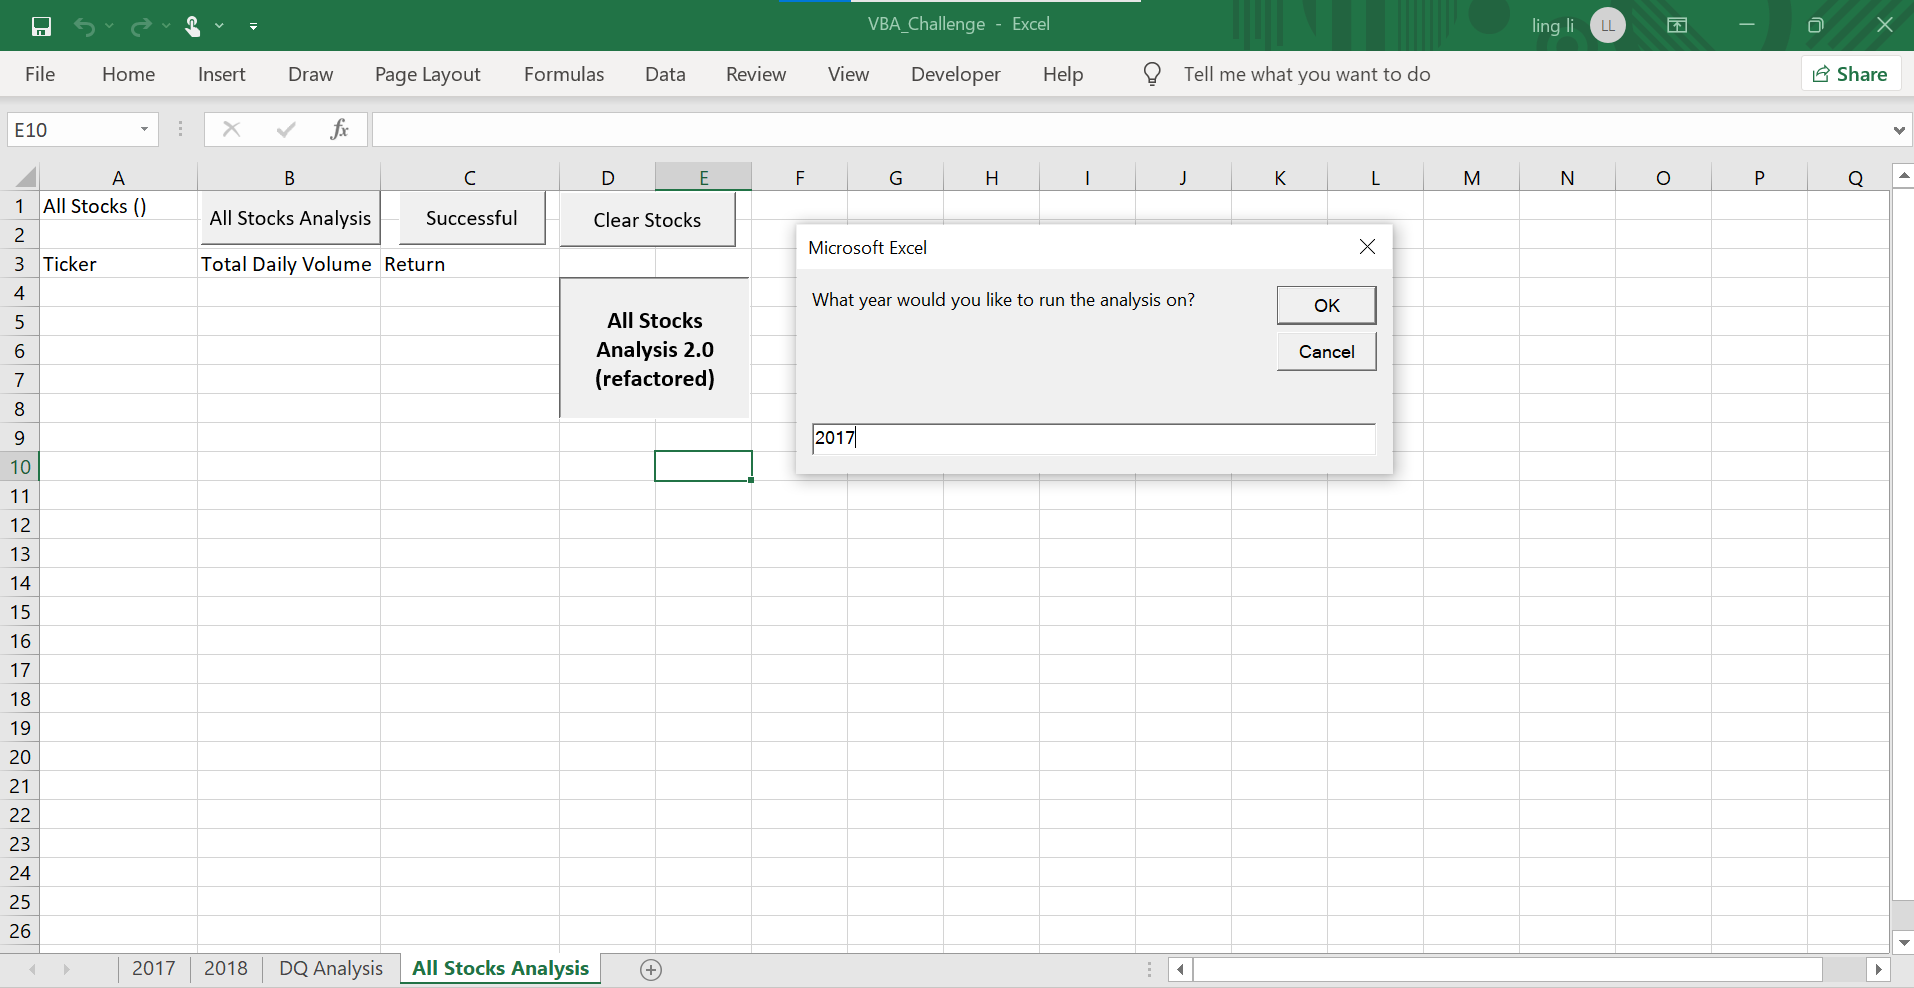 VBA_Challenge - Excel
ling li
LL
File Home Insert Draw Page Layout Formulas Data Review View Developer Help Tell me what you want to do
Share
E10
fx
A B C D E F G H I J K L M N O P Q
1 All Stocks ()
All Stocks Analysis
Successful
Clear Stocks
2
3 Ticker Total Daily Volume Return
4
5
6
7
8
9
10
11
12
13
14
15
16
17
18
19
20
21
22
23
24
25
26
All Stocks
Analysis 2.0
(refactored)
Microsoft Excel
What year would you like to run the analysis on?
OK
Cancel
2017
2017 2018 DQ Analysis All Stocks Analysis